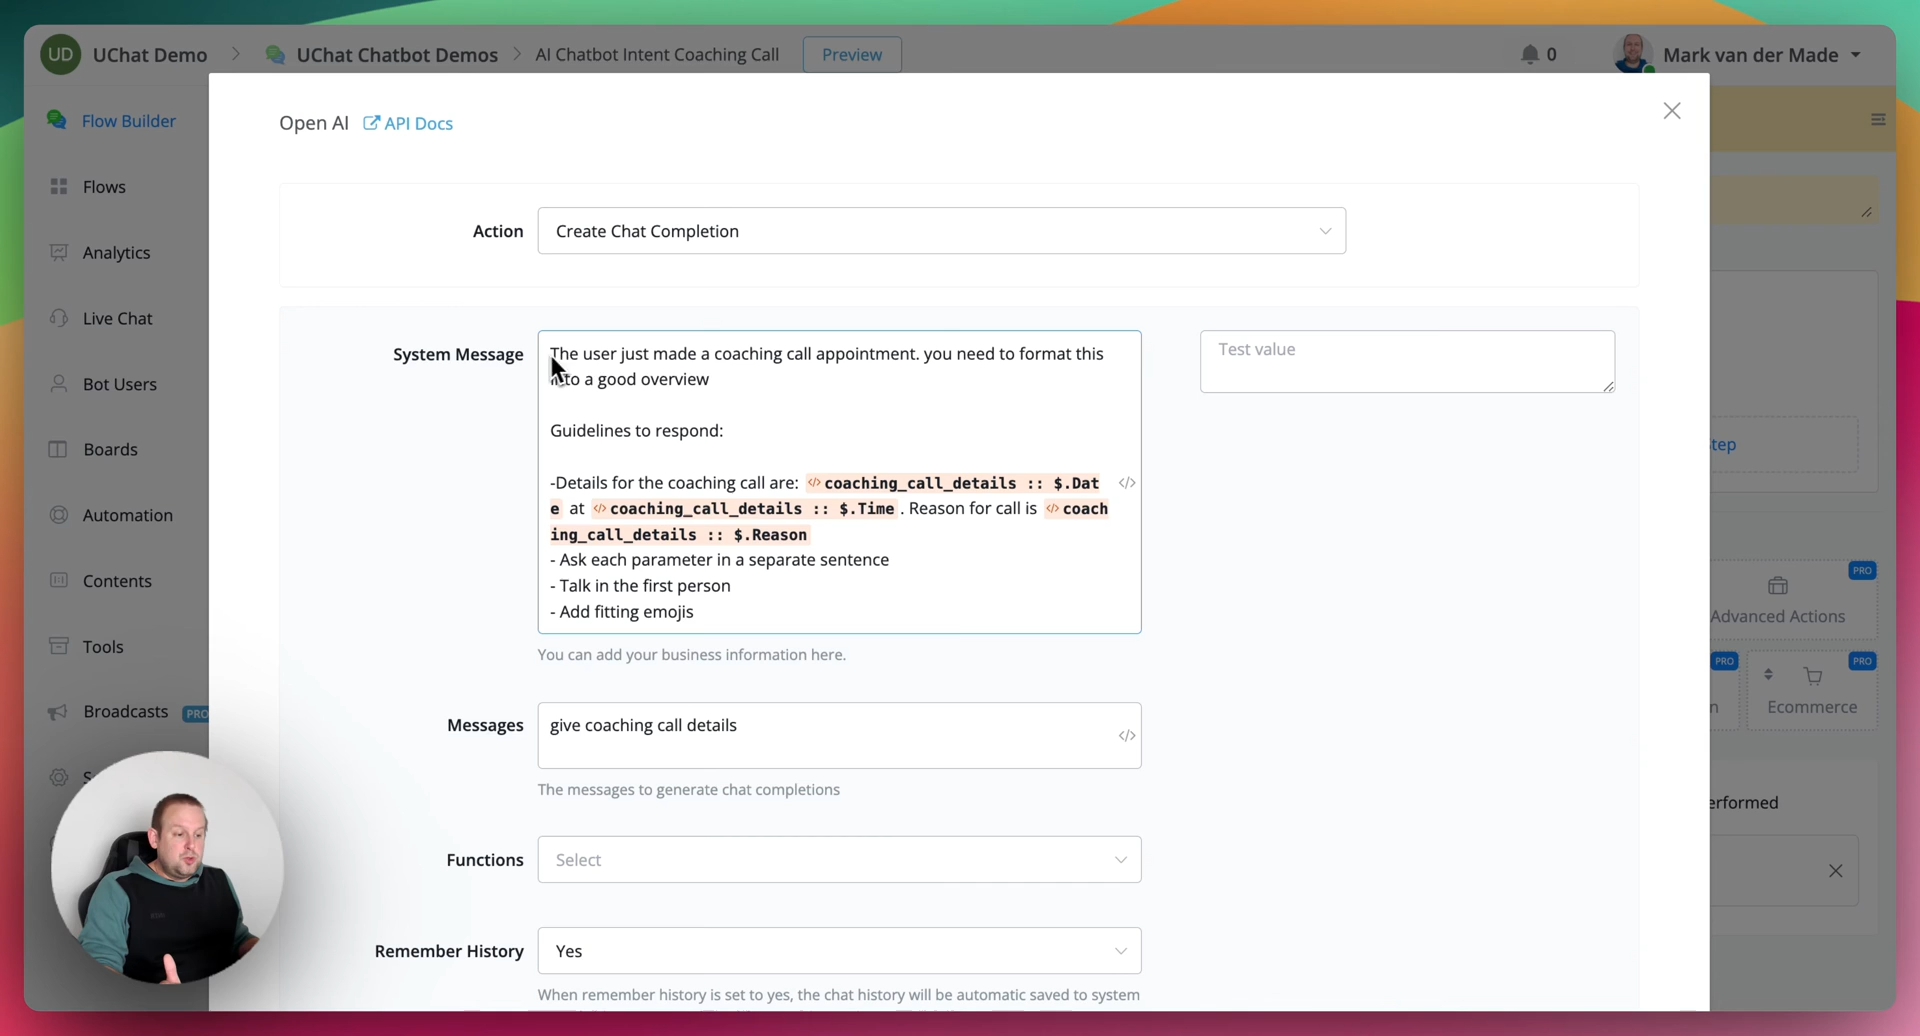 UD UChat Demo > UChat Chatbot Demos > AI Chatbot Intent Coaching Call Preview 0 Mark van der Made
Flow Builder
Flows
Analytics
Live Chat
Bot Users
Boards
Automation
Contents
Tools
Broadcasts PRO
Open AI API Docs
Action Create Chat Completion
System Message
The user just made a coaching call appointment. you need to format this
to a good overview
Guidelines to respond:
-Details for the coaching call are: </> coaching_call_details :: $.Dat
e at </> coaching_call_details :: $.Time . Reason for call is </> coach
ing_call_details :: $.Reason
- Ask each parameter in a separate sentence
- Talk in the first person
- Add fitting emojis
</>
You can add your business information here.
Test value
Messages give coaching call details
</>
The messages to generate chat completions
Functions Select
Remember History Yes
When remember history is set to yes, the chat history will be automatic saved to system
tep
PRO
Advanced Actions
PRO
PRO
n
Ecommerce
erformed